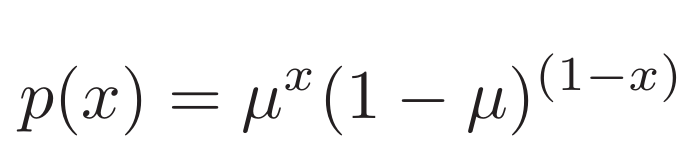 p(x) = μ^x(1 − μ)^(1−x)